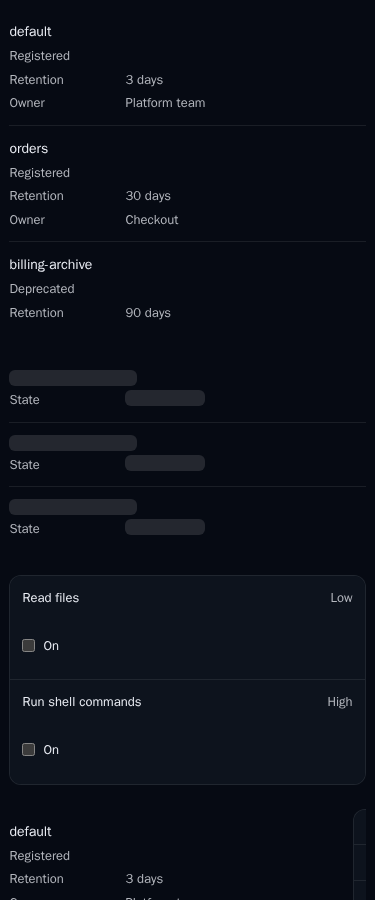 default
Registered
Retention 3 days
Owner Platform team
orders
Registered
Retention 30 days
Owner Checkout
billing-archive
Deprecated
Retention 90 days
State
State
State
Read files Low
On
Run shell commands High
On
default
Registered
Retention 3 days